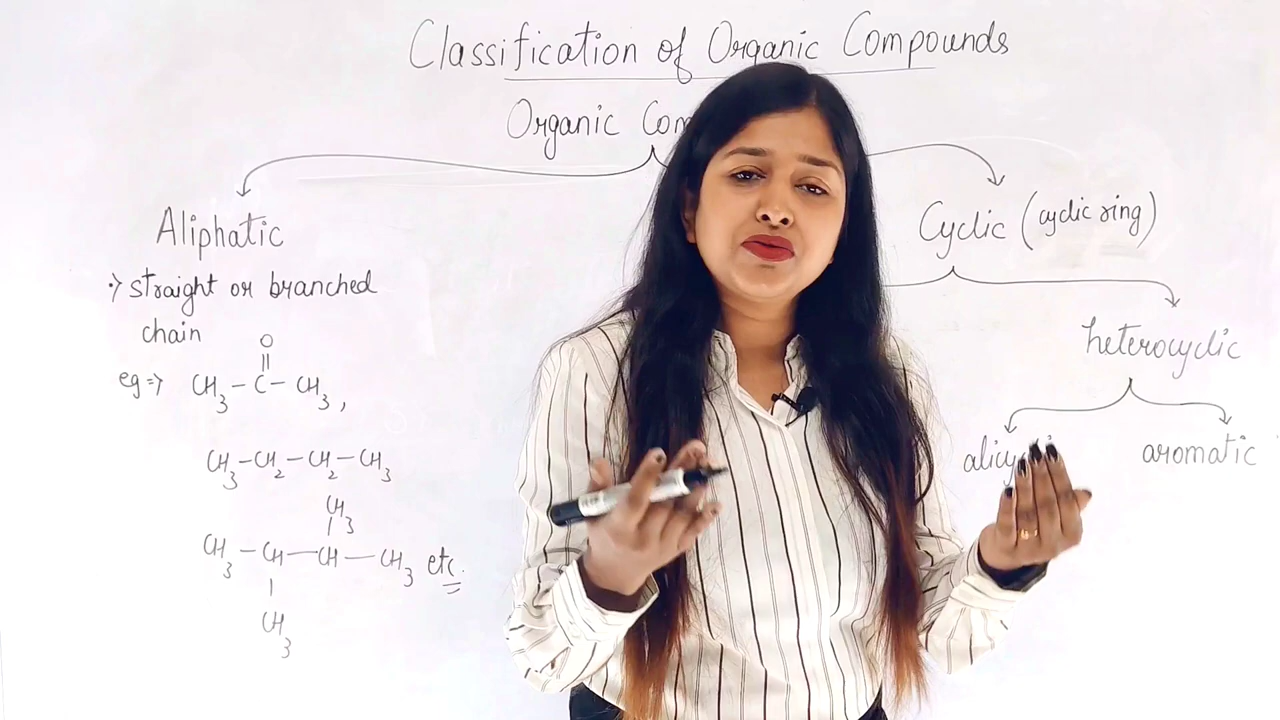 Classification of Organic Compounds
Organic
Aliphatic
Cyclic (cyclic ring)
:> straight or branched
chain
heterocyclic
O
||
eg => CH3 – C – CH3 ,
aromatic
CH3 – CH2 – CH2 – CH3
CH3
|
CH3 – CH — CH — CH3 etc.
|
CH3